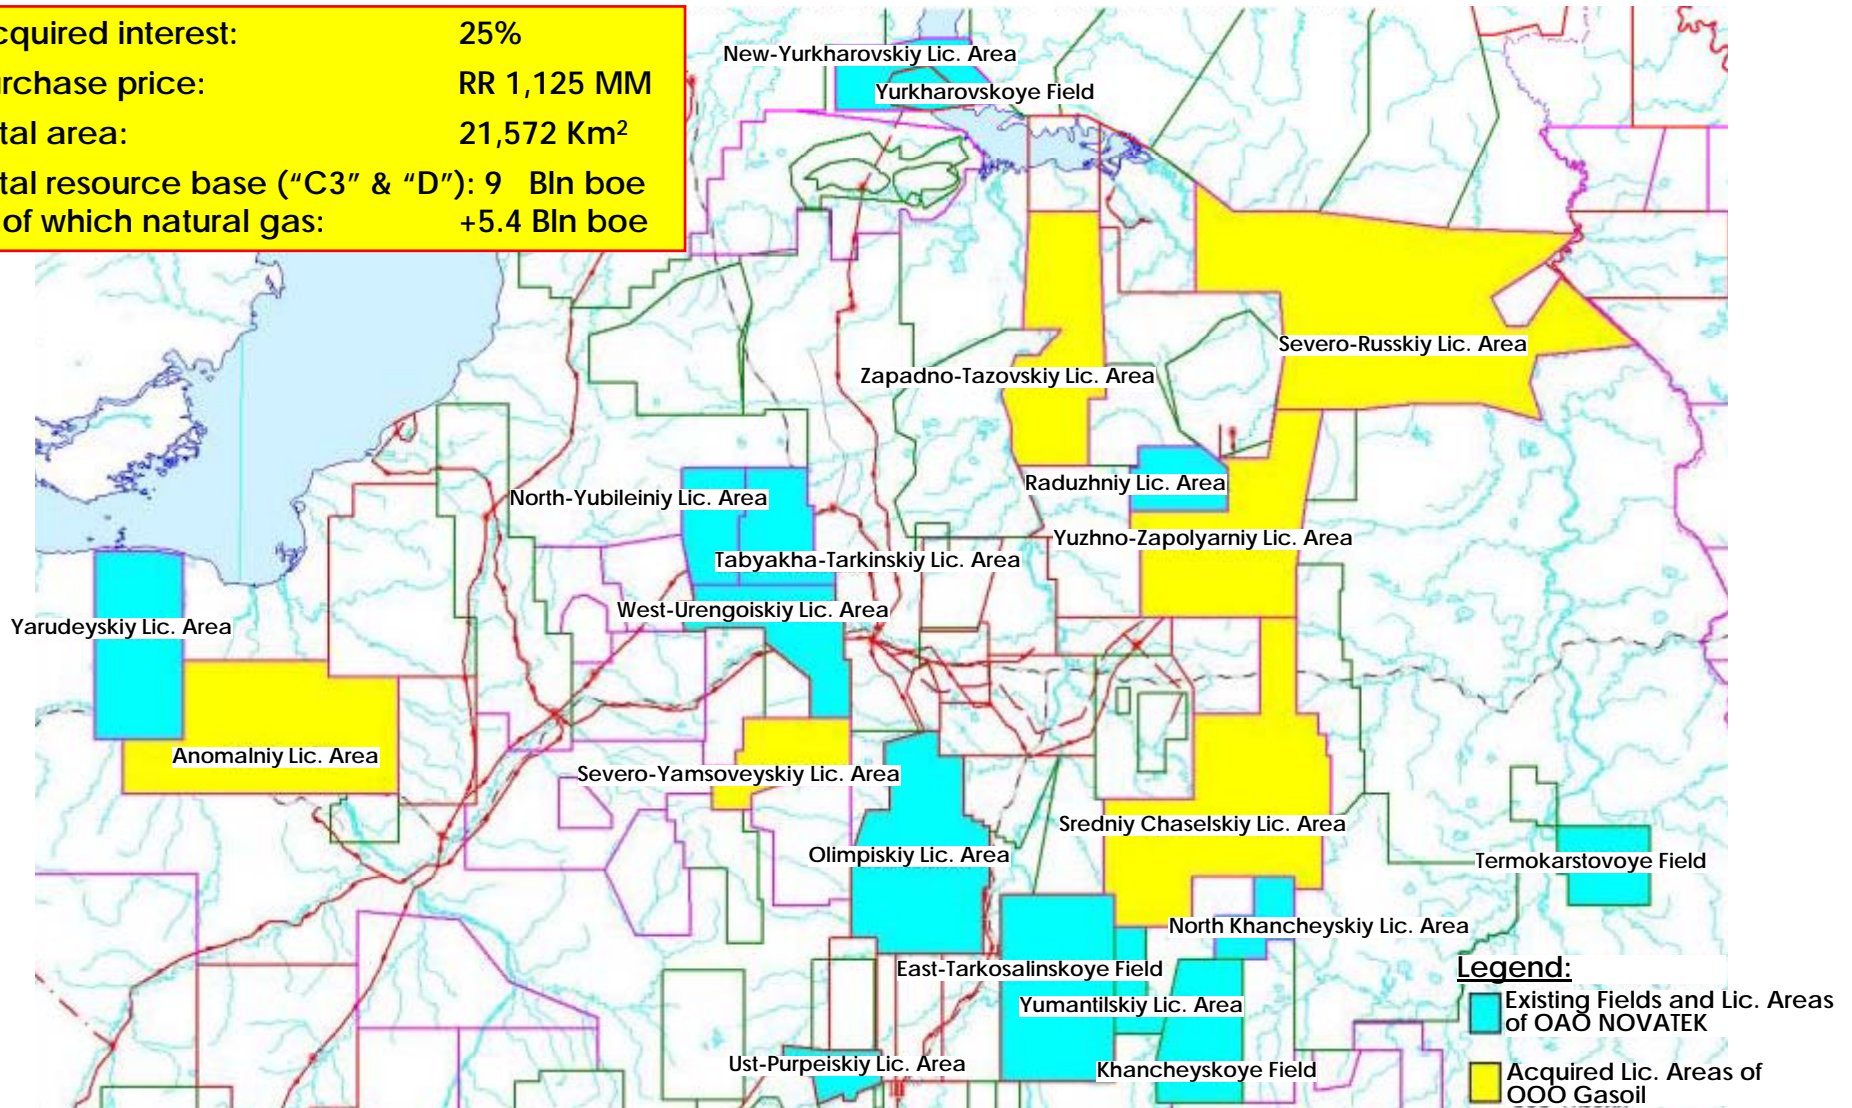 cquired interest: 25%
rchase price: RR 1,125 MM
tal area: 21,572 Km²
tal resource base (“C3” & “D”): 9 Bln boe
of which natural gas: +5.4 Bln boe
New-Yurkharovskiy Lic. Area
Yurkharovskoye Field
Severo-Russkiy Lic. Area
Zapadno-Tazovskiy Lic. Area
Raduzhniy Lic. Area
North-Yubileiniy Lic. Area
Yuzhno-Zapolyarniy Lic. Area
Tabyakha-Tarkinskiy Lic. Area
West-Urengoiskiy Lic. Area
Yarudeyskiy Lic. Area
Anomalniy Lic. Area
Severo-Yamsoveyskiy Lic. Area
Sredniy Chaselskiy Lic. Area
Olimpiskiy Lic. Area
Termokarstovoye Field
North Khancheyskiy Lic. Area
East-Tarkosalinskoye Field
Yumantilskiy Lic. Area
Ust-Purpeiskiy Lic. Area
Khancheyskoye Field
Legend:
Existing Fields and Lic. Areas
of OAO NOVATEK
Acquired Lic. Areas of
OOO Gasoil